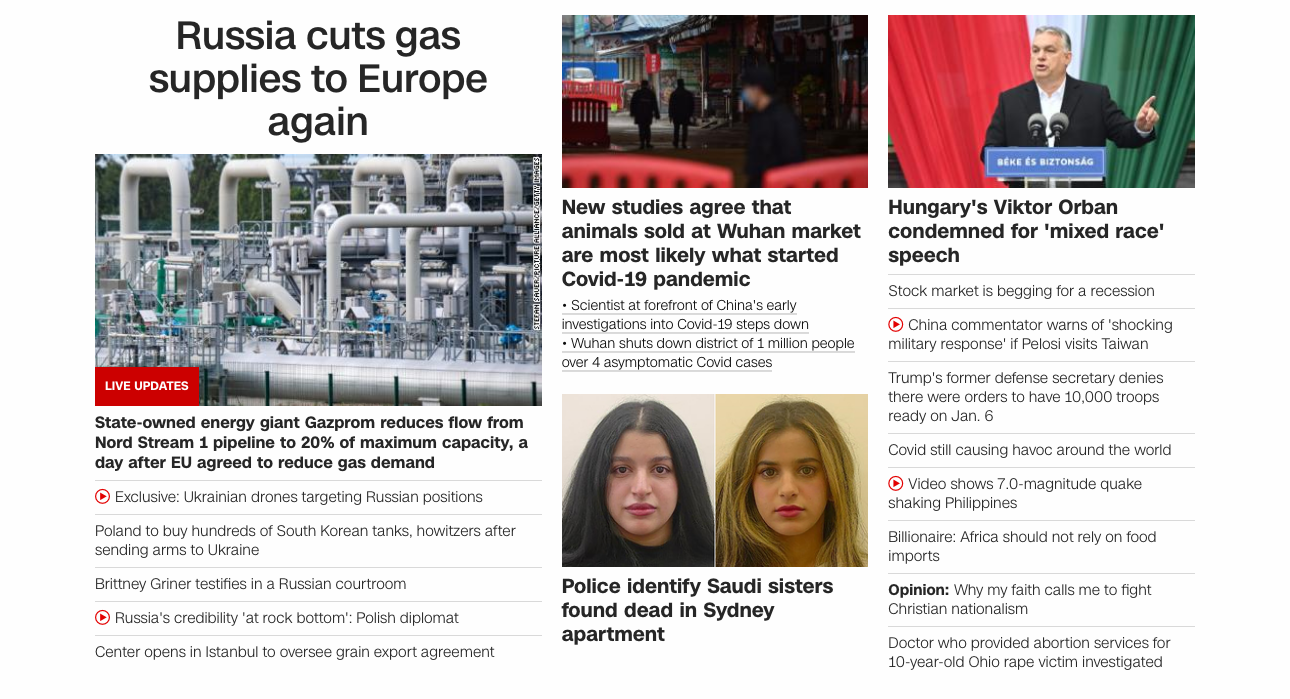 Russia cuts gas
supplies to Europe
again
STEFAN SAUER/PICTURE ALLIANCE/GETTY IMAGES
LIVE UPDATES
State-owned energy giant Gazprom reduces flow from
Nord Stream 1 pipeline to 20% of maximum capacity, a
day after EU agreed to reduce gas demand
Exclusive: Ukrainian drones targeting Russian positions
Poland to buy hundreds of South Korean tanks, howitzers after
sending arms to Ukraine
Brittney Griner testifies in a Russian courtroom
Russia's credibility 'at rock bottom': Polish diplomat
Center opens in Istanbul to oversee grain export agreement
New studies agree that
animals sold at Wuhan market
are most likely what started
Covid-19 pandemic
• Scientist at forefront of China's early
investigations into Covid-19 steps down
• Wuhan shuts down district of 1 million people
over 4 asymptomatic Covid cases
Police identify Saudi sisters
found dead in Sydney
apartment
BÉKE ÉS BIZTONSÁG
Hungary's Viktor Orban
condemned for 'mixed race'
speech
Stock market is begging for a recession
China commentator warns of 'shocking
military response' if Pelosi visits Taiwan
Trump's former defense secretary denies
there were orders to have 10,000 troops
ready on Jan. 6
Covid still causing havoc around the world
Video shows 7.0-magnitude quake
shaking Philippines
Billionaire: Africa should not rely on food
imports
Opinion: Why my faith calls me to fight
Christian nationalism
Doctor who provided abortion services for
10-year-old Ohio rape victim investigated